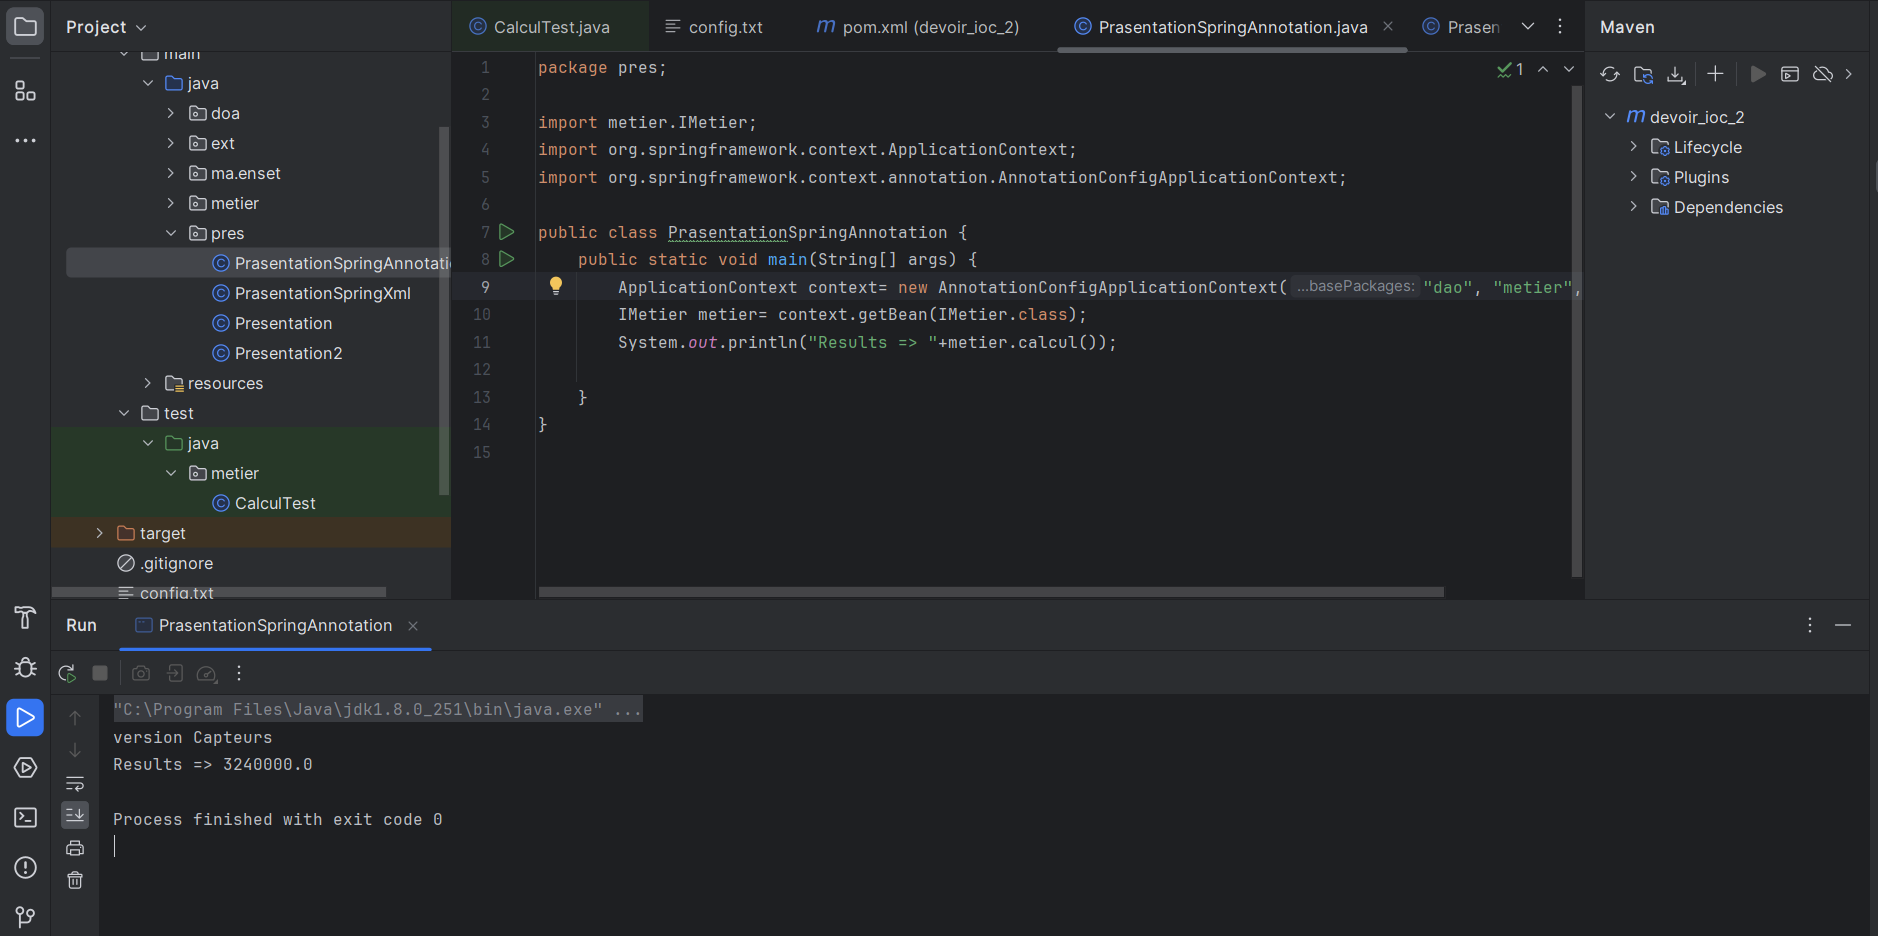 Project
main
java
doa
ext
ma.enset
metier
pres
PrasentationSpringAnnotati
PrasentationSpringXml
Presentation
Presentation2
resources
test
java
metier
CalculTest
target
.gitignore
config.txt
CalculTest.java
config.txt
pom.xml (devoir_ioc_2)
PrasentationSpringAnnotation.java
Prasen
1 package pres;
2
3 import metier.IMetier;
4 import org.springframework.context.ApplicationContext;
5 import org.springframework.context.annotation.AnnotationConfigApplicationContext;
6
7 public class PrasentationSpringAnnotation {
8 public static void main(String[] args) {
9 ApplicationContext context= new AnnotationConfigApplicationContext( ...basePackages: "dao", "metier",
10 IMetier metier= context.getBean(IMetier.class);
11 System.out.println("Results => "+metier.calcul());
12
13 }
14 }
15
1
Maven
devoir_ioc_2
Lifecycle
Plugins
Dependencies
Run
PrasentationSpringAnnotation
"C:\Program Files\Java\jdk1.8.0_251\bin\java.exe" ...
version Capteurs
Results => 3240000.0
Process finished with exit code 0